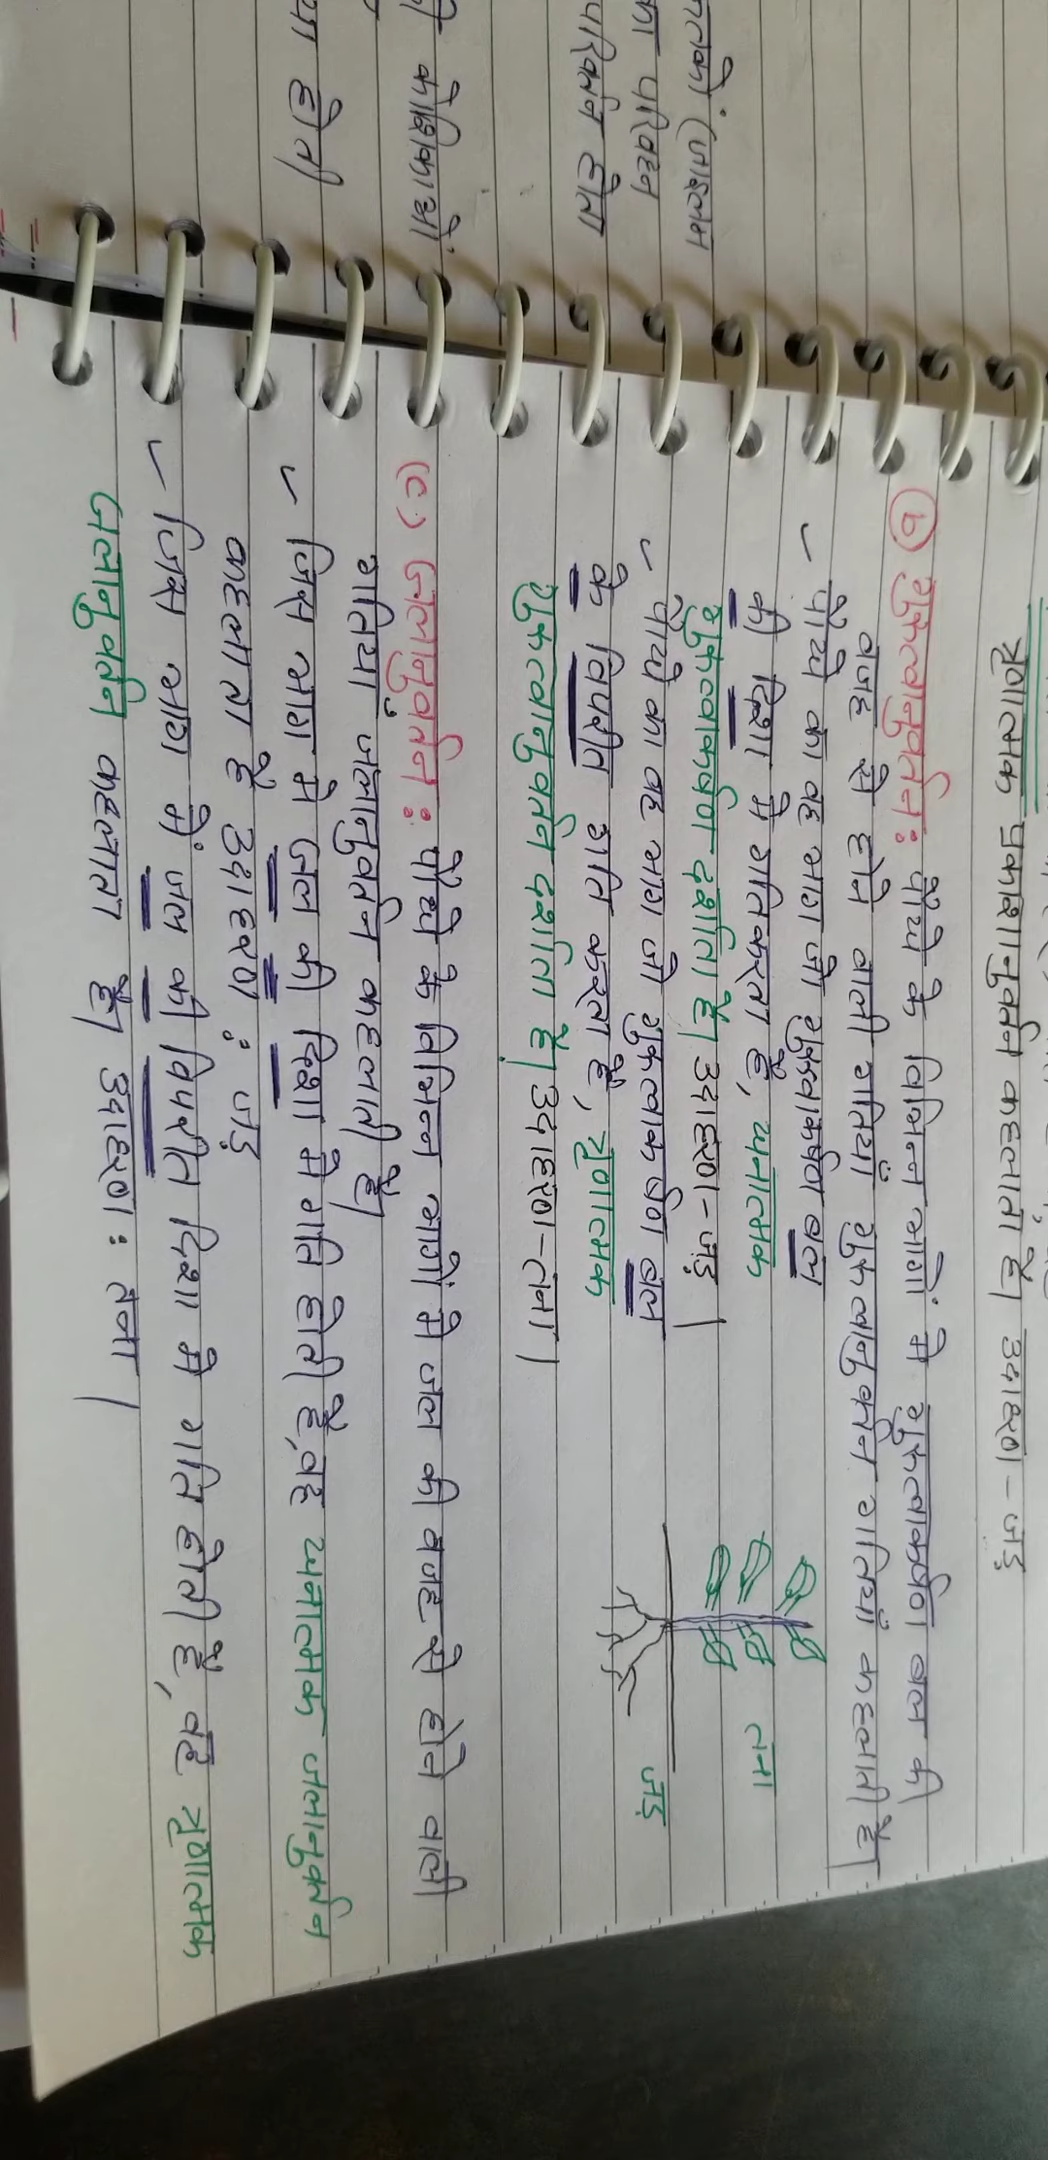 जलको (जाइलम
का परिवहन
परिवर्तन होता
कोशिकाओं
होती
ऋणात्मक प्रकाशानुवर्तन कहलाता हैं। उदाहरण - जड़
(b) गुरुत्वानुवर्तन: पौधे के विभिन्न भागों मे गुरुत्वाकर्षण बल की
वजह से होने वाली गतियाँ गुरुत्वानुवर्तन गतियाँ कहलाती हैं।
✓ पौधे का वह भाग जो गुरुत्वाकर्षण बल
की दिशा मे गतिकरता हैं, धनात्मक
गुरुत्वाकर्षण दर्शाता हैं। उदाहरण - जड़ |
✓ पौधे का वह भाग जो गुरुत्वाकर्षण बल
के विपरीत गति करता हैं, ऋणात्मक
गुरुत्वानुवर्तन दर्शाता हैं। उदाहरण - तना |
तना
जड़
(c) जलानुवर्तन: पौधे के विभिन्न भागों मे जल की वजह से होने वाली
गतियां जलानुवर्तन कहलाती हैं।
✓ जिस भाग मे जल की दिशा मे गति होती हैं, वह धनात्मक जलानुवर्तन
कहलाता हैं उदाहरण : जड़
✓ जिस भाग में जल की विपरीत दिशा मे गति होती हैं, वह ऋणात्मक
जलानुवर्तन कहलाता हैं। उदाहरण : तना |